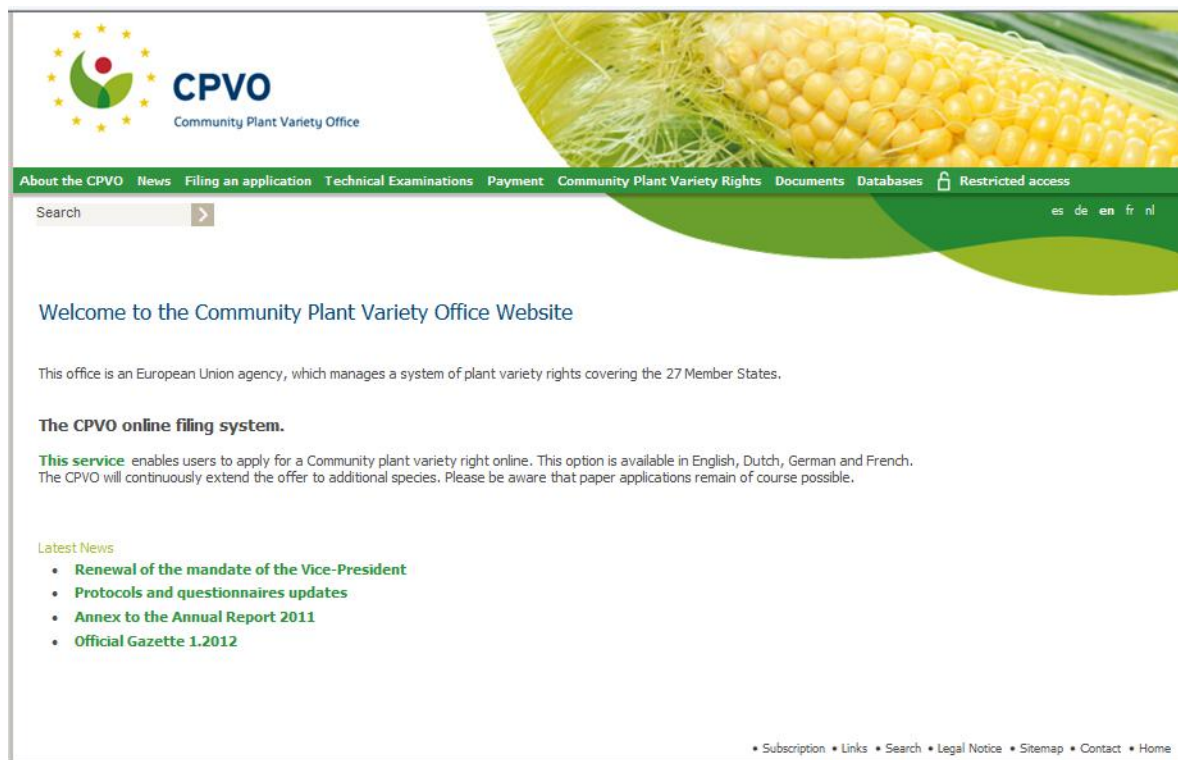 CPVO
Community Plant Variety Office
About the CPVO News Filing an application Technical Examinations Payment Community Plant Variety Rights Documents Databases Restricted access
Search
es de en fr nl
Welcome to the Community Plant Variety Office Website
This office is an European Union agency, which manages a system of plant variety rights covering the 27 Member States.
The CPVO online filing system.
This service enables users to apply for a Community plant variety right online. This option is available in English, Dutch, German and French.
The CPVO will continuously extend the offer to additional species. Please be aware that paper applications remain of course possible.
Latest News
• Renewal of the mandate of the Vice-President
• Protocols and questionnaires updates
• Annex to the Annual Report 2011
• Official Gazette 1.2012
• Subscription • Links • Search • Legal Notice • Sitemap • Contact • Home